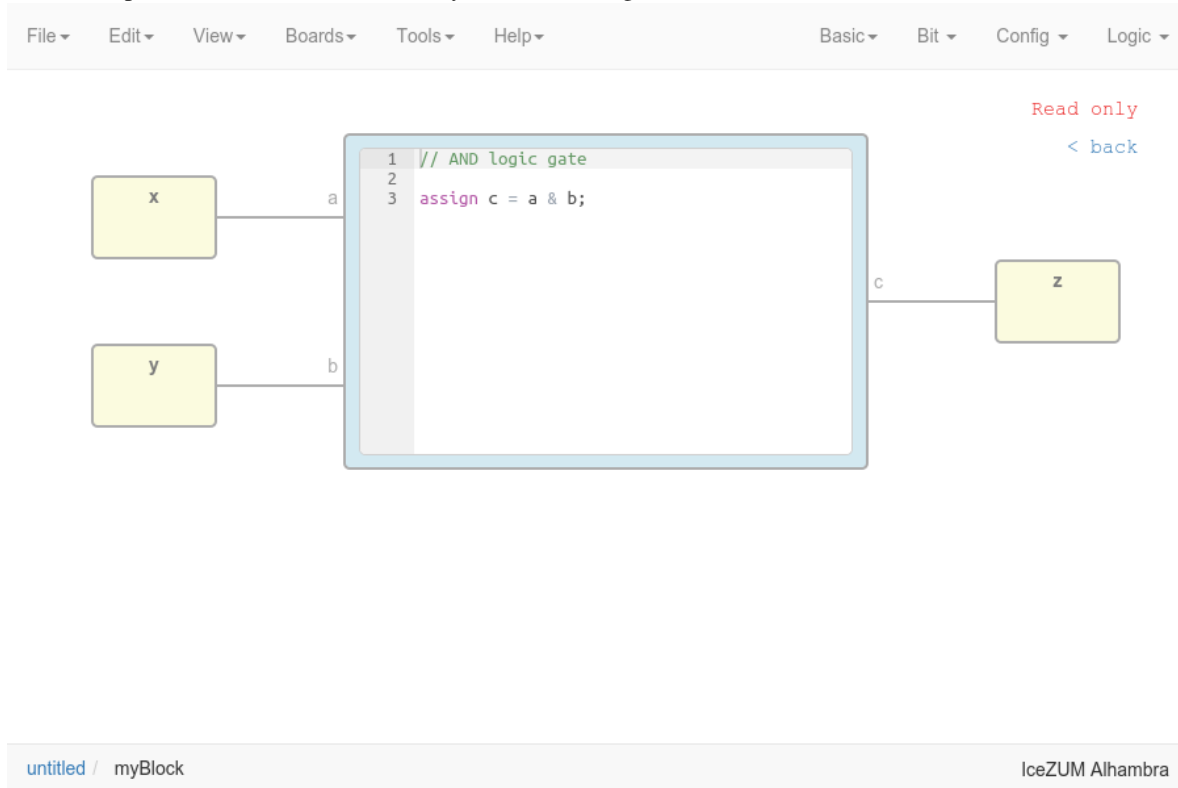 File Edit View Boards Tools Help Basic Bit Config Logic
Read only
< back
1 // AND logic gate
2
3 assign c = a & b;
x
a
c
z
y
b
untitled / myBlock
IceZUM Alhambra